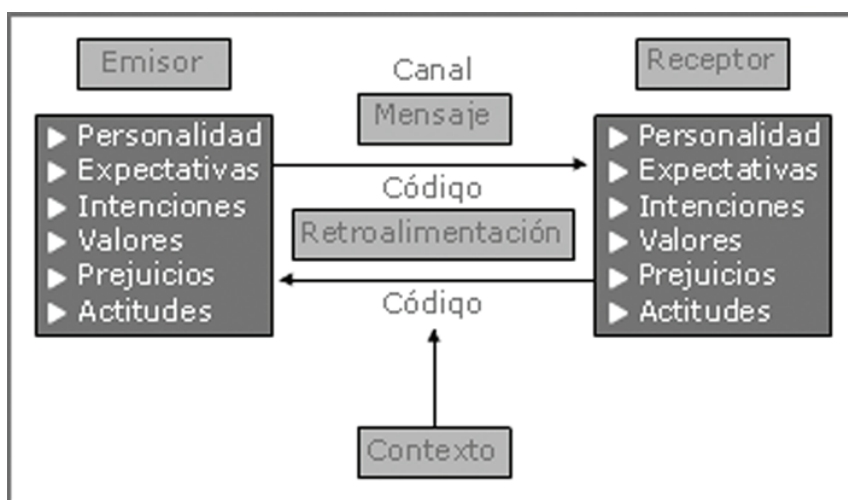 Emisor
Canal
Receptor
Mensaje
Personalidad
Expectativas
Intenciones
Valores
Prejuicios
Actitudes
Código
Retroalimentación
Código
Personalidad
Expectativas
Intenciones
Valores
Prejuicios
Actitudes
Contexto